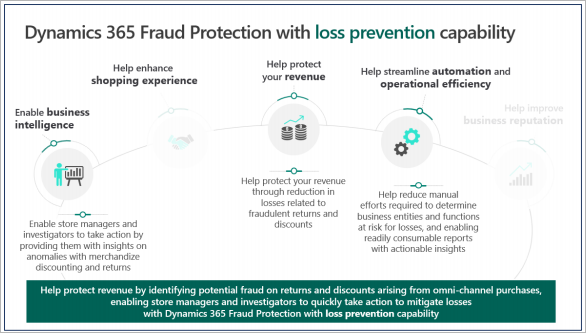 Dynamics 365 Fraud Protection with loss prevention capability
Help enhance
shopping experience
Help protect
your revenue
Help streamline automation and
operational efficiency
Enable business
intelligence
Help improve
business reputation
Enable store managers and
investigators to take action by
providing them with insights on
anomalies with merchandize
discounting and returns
Help protect your revenue
through reduction in
losses related to
fraudulent returns and
discounts
Help reduce manual
efforts required to determine
business entities and functions
at risk for losses, and enabling
readily consumable reports
with actionable insights
Help protect revenue by identifying potential fraud on returns and discounts arising from omni-channel purchases,
enabling store managers and investigators to quickly take action to mitigate losses
with Dynamics 365 Fraud Protection with loss prevention capability